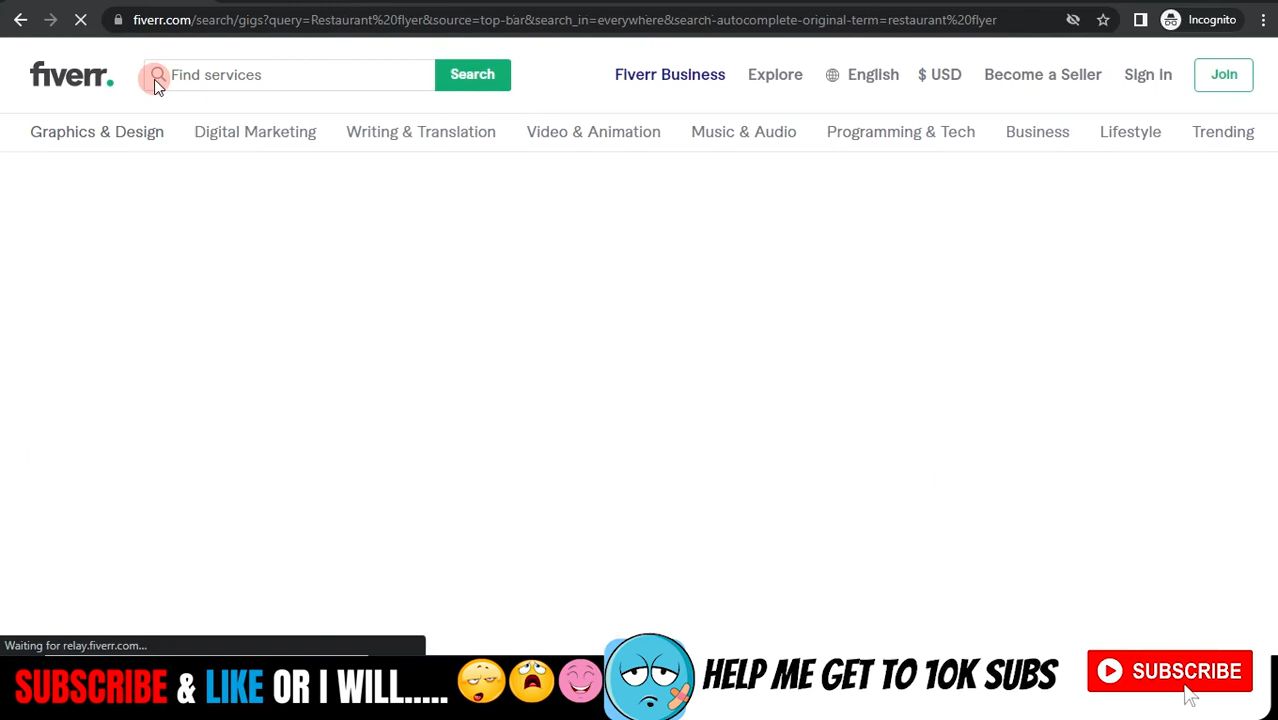 fiverr.com/search/gigs?query=Restaurant%20flyer&source=top-bar&search_in=everywhere&search-autocomplete-original-term=restaurant%20flyer
Incognito
fiverr.
Find services
Search
Fiverr Business
Explore
English
$ USD
Become a Seller
Sign In
Join
Graphics & Design
Digital Marketing
Writing & Translation
Video & Animation
Music & Audio
Programming & Tech
Business
Lifestyle
Trending
Waiting for relay.fiverr.com...
SUBSCRIBE & LIKE OR I WILL.....
HELP ME GET TO 10K SUBS
SUBSCRIBE